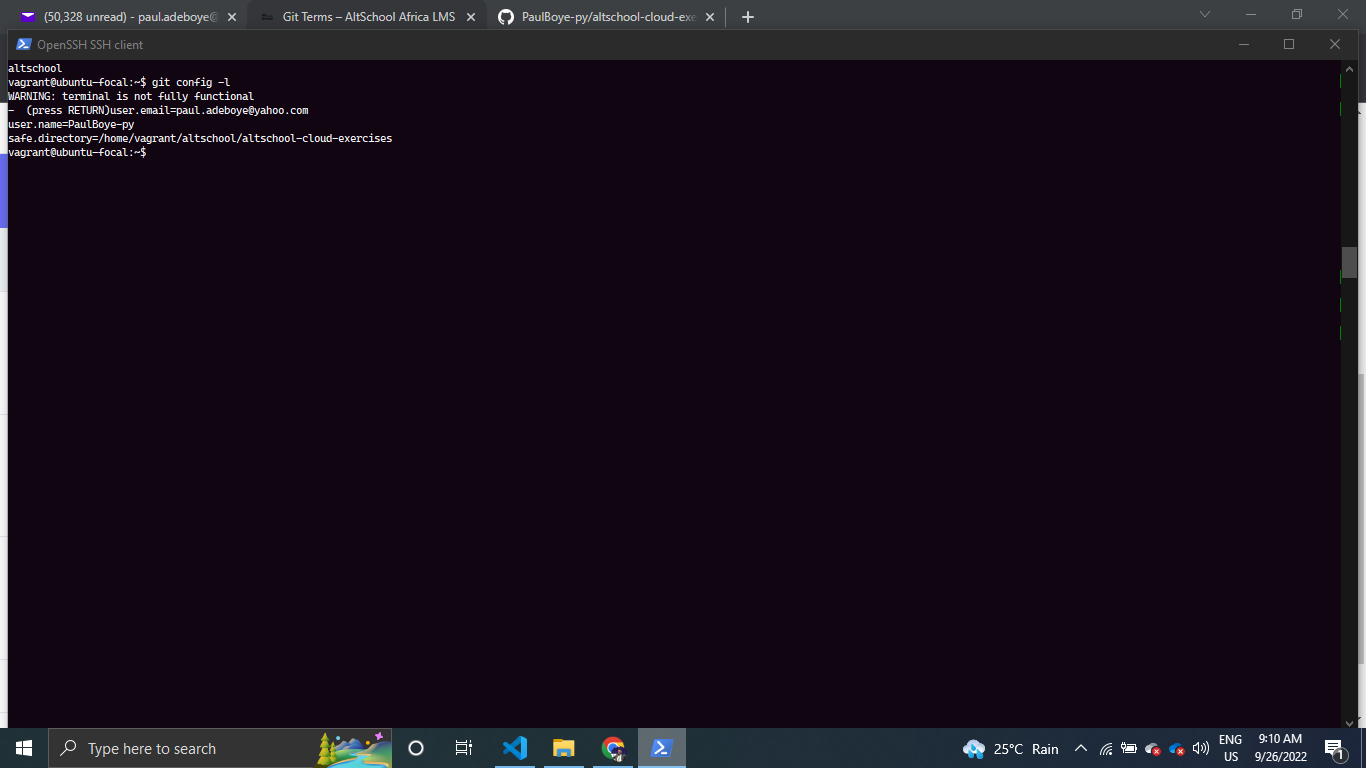 (50,328 unread) - paul.adeboye@
Git Terms – AltSchool Africa LMS
PaulBoye-py/altschool-cloud-exe
OpenSSH SSH client
altschool
vagrant@ubuntu-focal:~$ git config -l
WARNING: terminal is not fully functional
-  (press RETURN)user.email=paul.adeboye@yahoo.com
user.name=PaulBoye-py
safe.directory=/home/vagrant/altschool/altschool-cloud-exercises
vagrant@ubuntu-focal:~$
Type here to search
25°C Rain
ENG
US
9:10 AM
9/26/2022
1